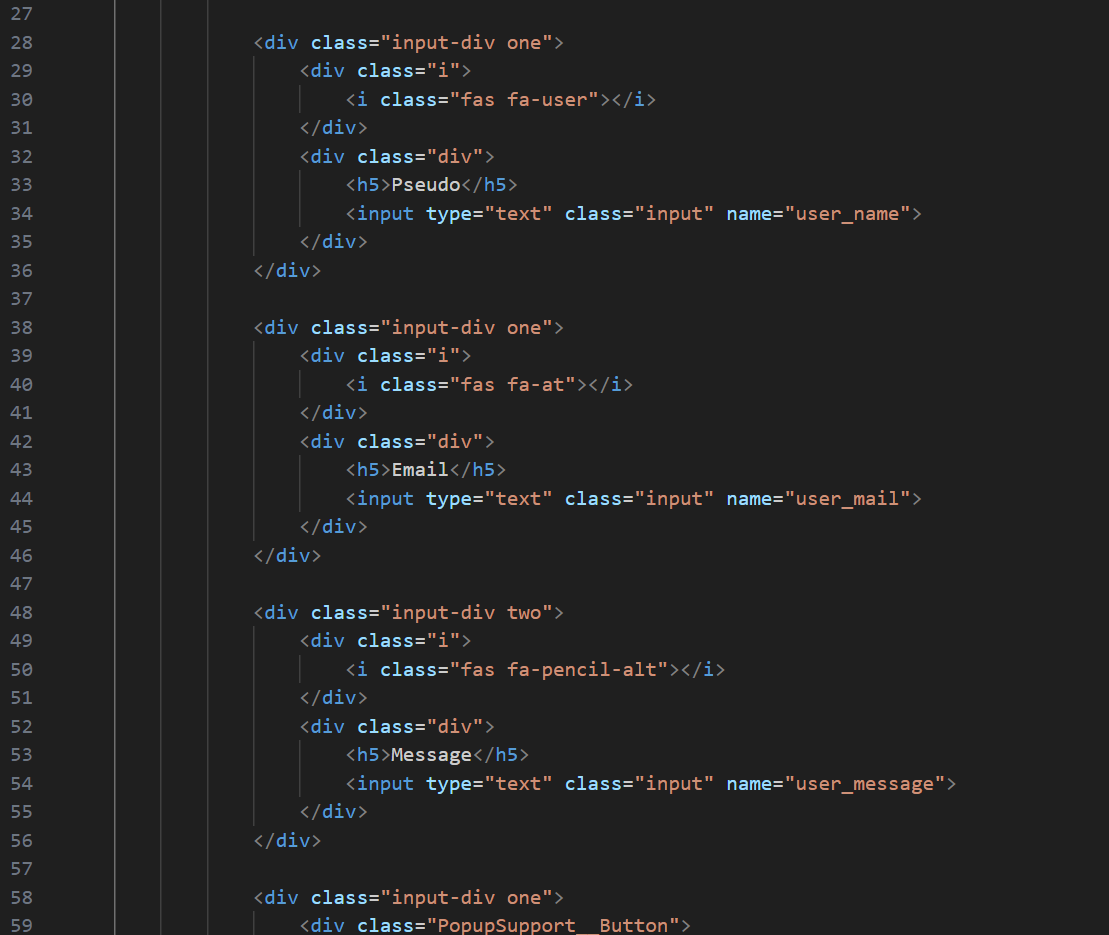 27
28 <div class="input-div one">
29 <div class="i">
30 <i class="fas fa-user"></i>
31 </div>
32 <div class="div">
33 <h5>Pseudo</h5>
34 <input type="text" class="input" name="user_name">
35 </div>
36 </div>
37
38 <div class="input-div one">
39 <div class="i">
40 <i class="fas fa-at"></i>
41 </div>
42 <div class="div">
43 <h5>Email</h5>
44 <input type="text" class="input" name="user_mail">
45 </div>
46 </div>
47
48 <div class="input-div two">
49 <div class="i">
50 <i class="fas fa-pencil-alt"></i>
51 </div>
52 <div class="div">
53 <h5>Message</h5>
54 <input type="text" class="input" name="user_message">
55 </div>
56 </div>
57
58 <div class="input-div one">
59 <div class="PopupSupport__Button">